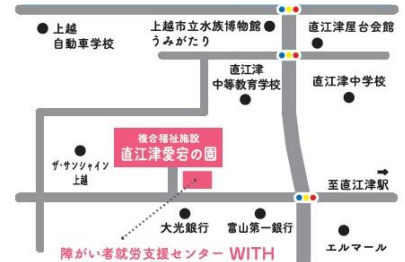 上越
自動車学校
上越市立水族博物館
うみがたり
直江津屋台会館
直江津
中等教育学校
直江津中学校
複合福祉施設
直江津愛宕の園
ザ・サンシャイン
上越
至直江津駅
大光銀行
富山第一銀行
エルマール
障がい者就労支援センター WITH